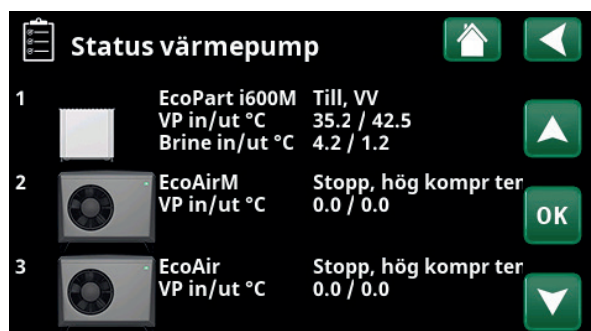 Status värmepump
1 EcoPart i600M Till, VV
VP in/ut °C 35.2 / 42.5
Brine in/ut °C 4.2 / 1.2
2 EcoAirM Stopp, hög kompr ter
VP in/ut °C 0.0 / 0.0
OK
3 EcoAir Stopp, hög kompr ter
VP in/ut °C 0.0 / 0.0